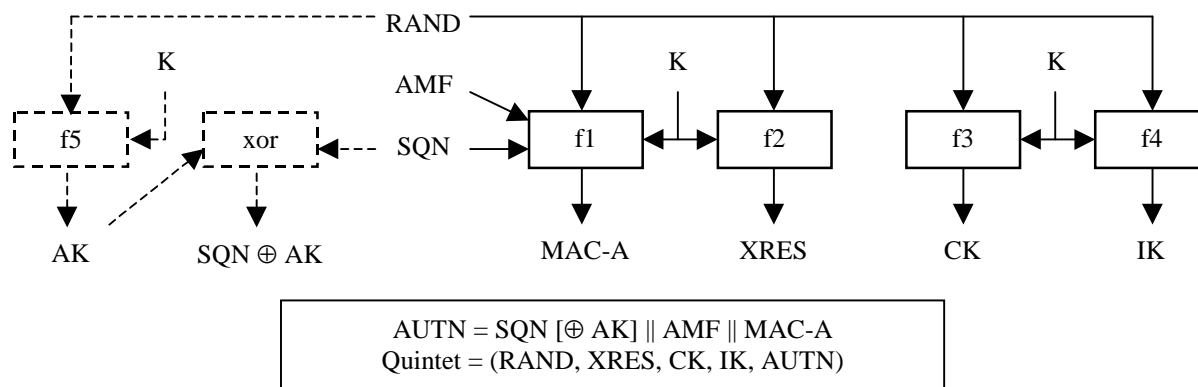 RAND
K
K
K
AMF
f5
xor
SQN
f1
f2
f3
f4
AK
SQN ⊕ AK
MAC-A
XRES
CK
IK
AUTN = SQN [⊕ AK] || AMF || MAC-A
Quintet = (RAND, XRES, CK, IK, AUTN)